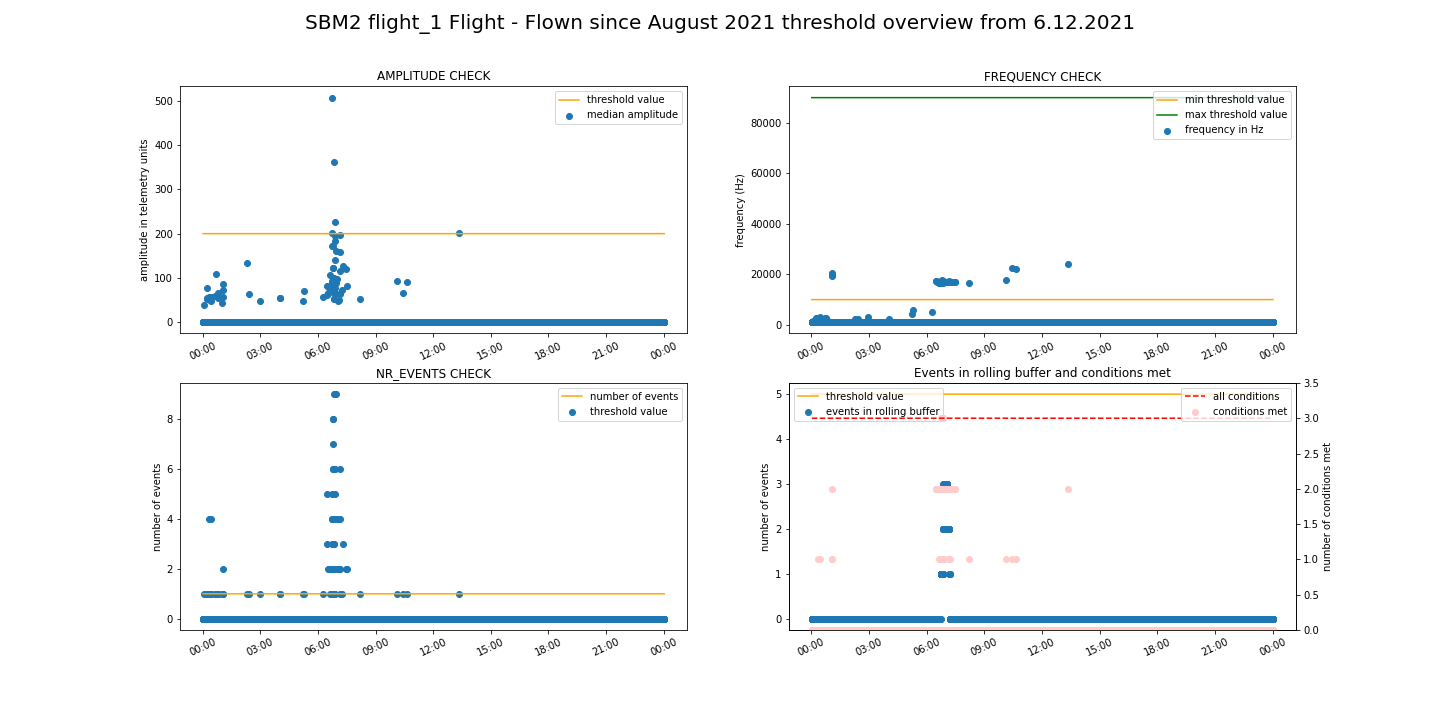 SBM2 flight_1 Flight - Flown since August 2021 threshold overview from 6.12.2021
AMPLITUDE CHECK
amplitude in telemetry units
500
400
300
200
100
0
threshold value
median amplitude
00:00 03:00 06:00 09:00 12:00 15:00 18:00 21:00 00:00
FREQUENCY CHECK
frequency (Hz)
80000
60000
40000
20000
0
min threshold value
max threshold value
frequency in Hz
00:00 03:00 06:00 09:00 12:00 15:00 18:00 21:00 00:00
NR_EVENTS CHECK
number of events
8
6
4
2
0
number of events
threshold value
00:00 03:00 06:00 09:00 12:00 15:00 18:00 21:00 00:00
Events in rolling buffer and conditions met
number of events
5
4
3
2
1
0
threshold value
events in rolling buffer
all conditions
conditions met
3.5
3.0
2.5
2.0
1.5
1.0
0.5
0.0
number of conditions met
00:00 03:00 06:00 09:00 12:00 15:00 18:00 21:00 00:00